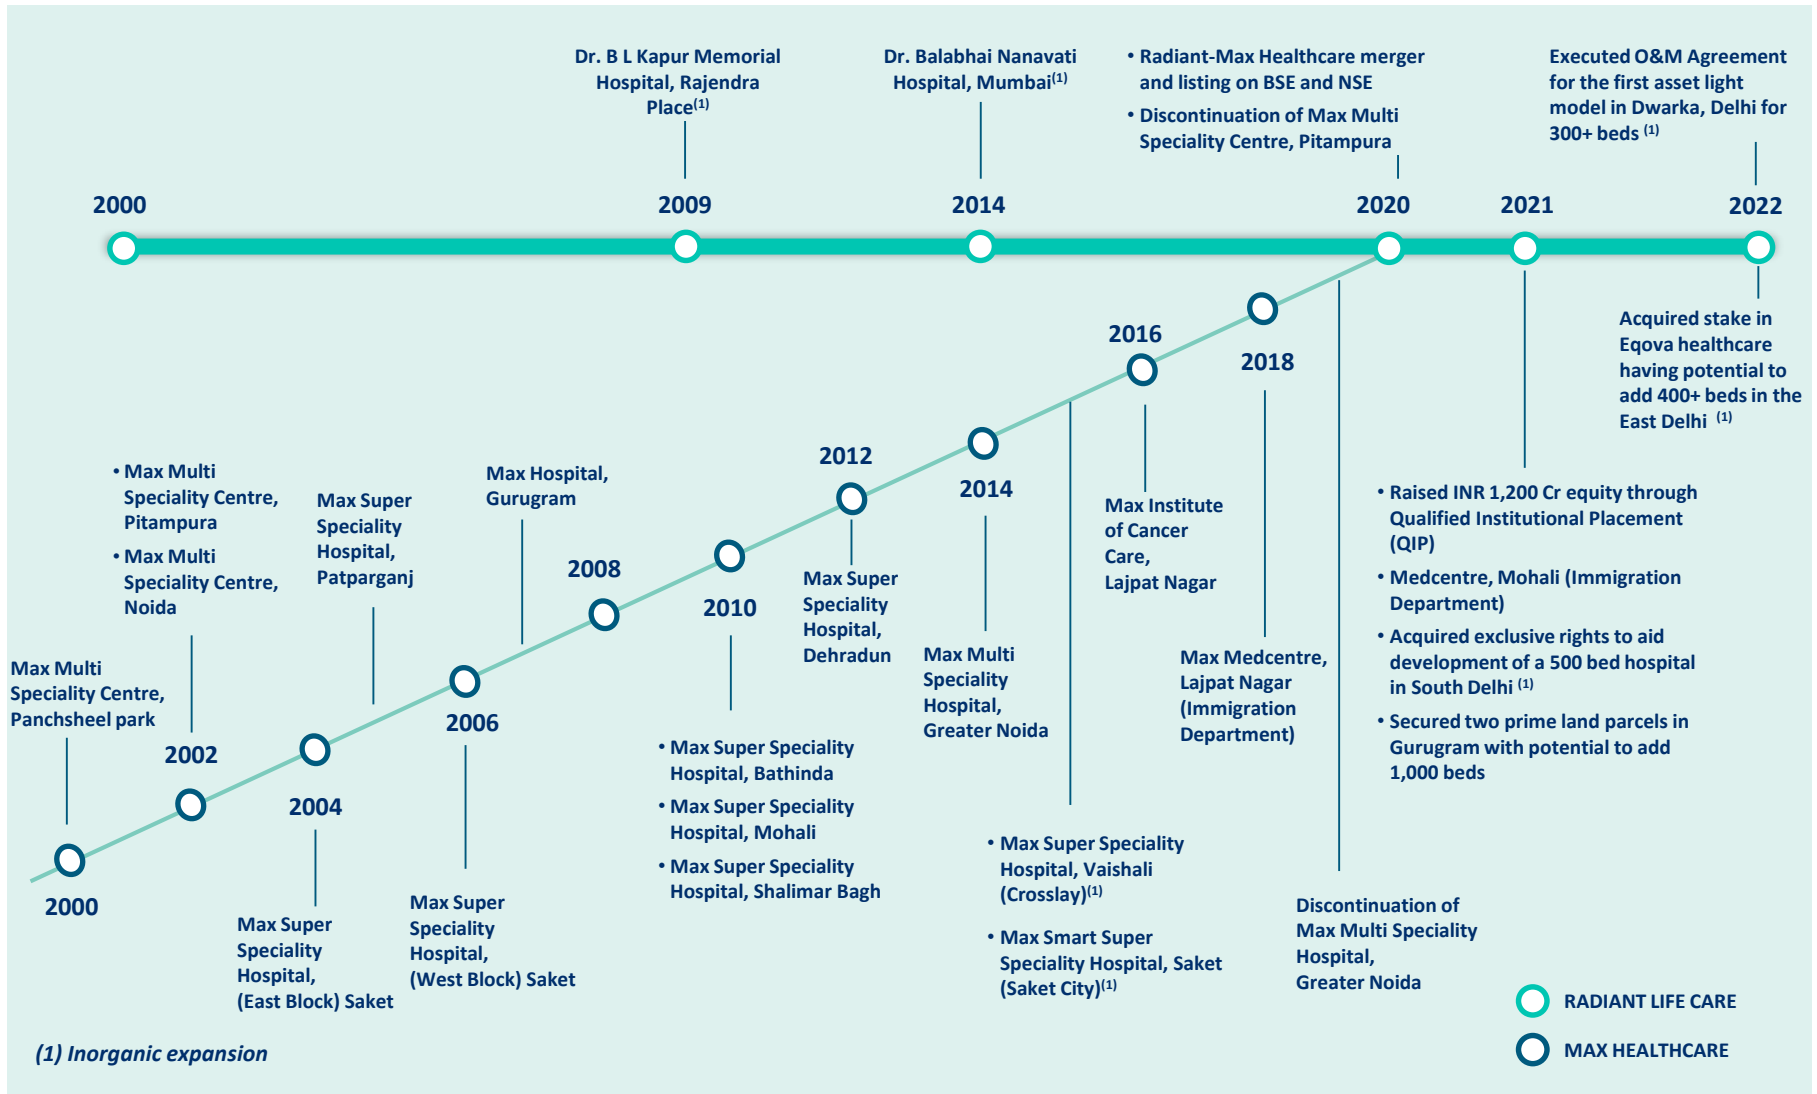 Dr. B L Kapur Memorial
Hospital, Rajendra
Place(1)
Dr. Balabhai Nanavati
Hospital, Mumbai(1)
• Radiant-Max Healthcare merger
and listing on BSE and NSE
• Discontinuation of Max Multi
Speciality Centre, Pitampura
Executed O&M Agreement
for the first asset light
model in Dwarka, Delhi for
300+ beds (1)
2000
2009
2014
2020
2021
2022
Acquired stake in
Eqova healthcare
having potential to
add 400+ beds in the
East Delhi (1)
• Raised INR 1,200 Cr equity through
Qualified Institutional Placement
(QIP)
• Medcentre, Mohali (Immigration
Department)
• Acquired exclusive rights to aid
development of a 500 bed hospital
in South Delhi (1)
• Secured two prime land parcels in
Gurugram with potential to add
1,000 beds
Max Multi
Speciality Centre,
Panchsheel park
2000
• Max Multi
Speciality Centre,
Pitampura
• Max Multi
Speciality Centre,
Noida
2002
2004
Max Super
Speciality
Hospital,
(East Block) Saket
Max Super
Speciality
Hospital,
Patparganj
2006
Max Super
Speciality
Hospital,
(West Block) Saket
Max Hospital,
Gurugram
2008
2010
• Max Super Speciality
Hospital, Bathinda
• Max Super Speciality
Hospital, Mohali
• Max Super Speciality
Hospital, Shalimar Bagh
2012
Max Super
Speciality
Hospital,
Dehradun
2014
Max Multi
Speciality
Hospital,
Greater Noida
• Max Super Speciality
Hospital, Vaishali
(Crosslay)(1)
• Max Smart Super
Speciality Hospital, Saket
(Saket City)(1)
2016
Max Institute
of Cancer
Care,
Lajpat Nagar
2018
Max Medcentre,
Lajpat Nagar
(Immigration
Department)
Discontinuation of
Max Multi Speciality
Hospital,
Greater Noida
RADIANT LIFE CARE
MAX HEALTHCARE
(1) Inorganic expansion